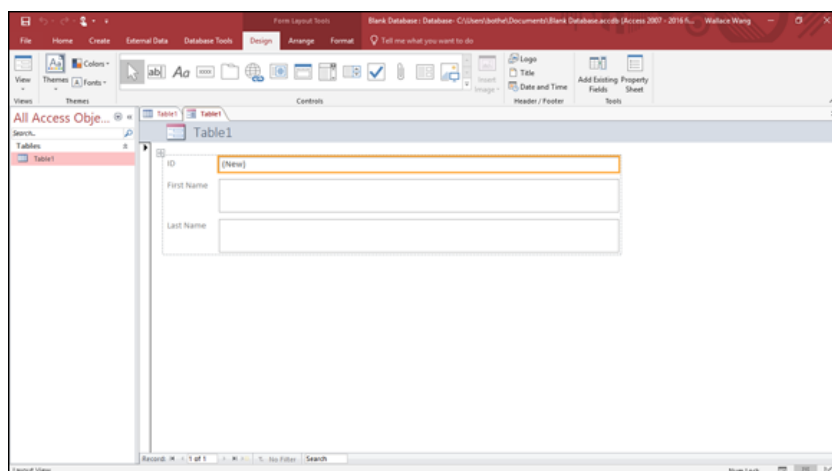 Form Layout Tools
Blank Database : Database- C:\Users\bothe\Documents\Blank Database.accdb (Access 2007 - 2016 fi...
Wallace Wang
File Home Create External Data Database Tools Design Arrange Format Tell me what you want to do
View
Themes
Colors
Fonts
Insert Image
Logo
Title
Date and Time
Add Existing Fields
Property Sheet
Views Themes Controls Header / Footer Tools
All Access Obje...
Search..
Tables
Table1
Table1 Table1
Table1
ID (New)
First Name
Last Name
Record: 1 of 1 No Filter Search
Layout View Num Lock